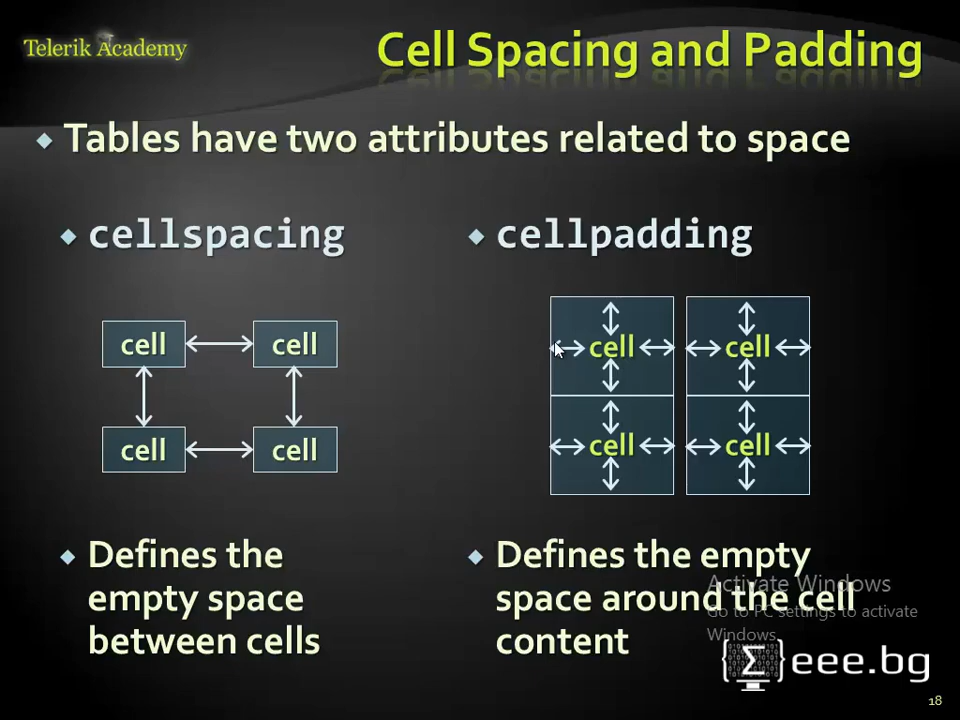 Telerik Academy
Cell Spacing and Padding
Tables have two attributes related to space
cellspacing
cell cell
cell cell
Defines the
empty space
between cells
cellpadding
cell cell
cell cell
Defines the empty
space around the cell
content
Activate Windows
Go to PC settings to activate
Windows.
Σ eee.bg
18